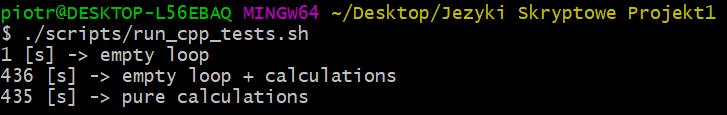 piotr@DESKTOP-L56EBAQ MINGW64 ~/Desktop/Jezyki Skryptowe Projekt1
$ ./scripts/run_cpp_tests.sh
1 [s] -> empty loop
436 [s] -> empty loop + calculations
435 [s] -> pure calculations